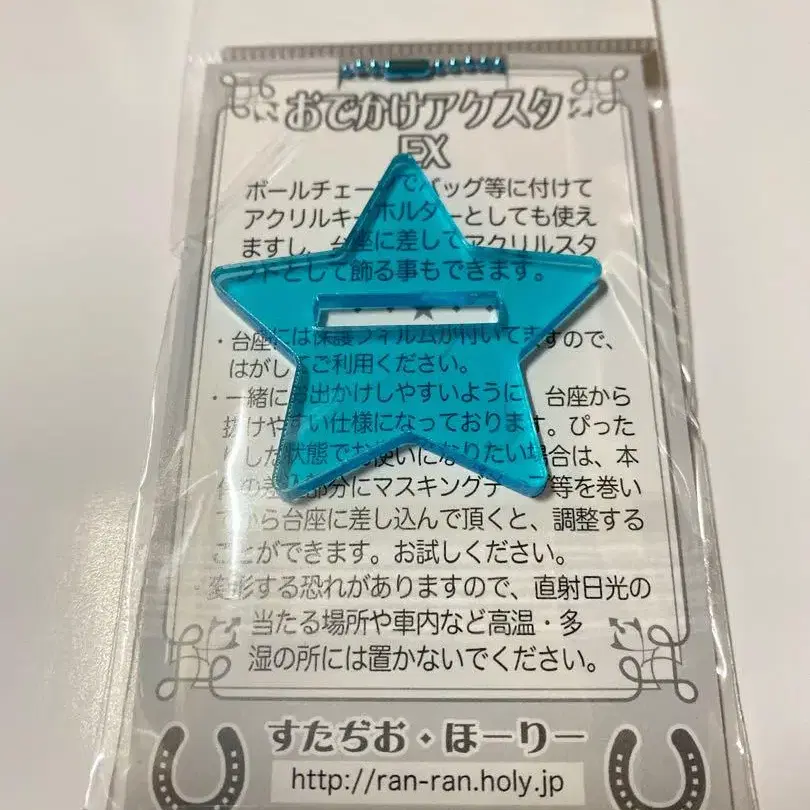 おでかけアクスタ
EX
ボールチェーンでバッグ等に付けて
アクリルキーホルダーとしても使え
ますし、台座に差してアクリルスタ
ンドとして飾る事もできます。
・台座には保護フィルムが付いてますので、
はがしてご利用ください。
・一緒にお出かけしやすいように、台座から
抜けやすい仕様になっております。ぴった
りした状態でお使いになりたい場合は、本
体の差込部分にマスキングテープ等を巻い
てから台座に差し込んで頂くと、調整する
ことができます。お試しください。
・変形する恐れがありますので、直射日光の
当たる場所や車内など高温・多
湿の所には置かないでください。
すたぢお・ほーりー
http://ran-ran.holy.jp